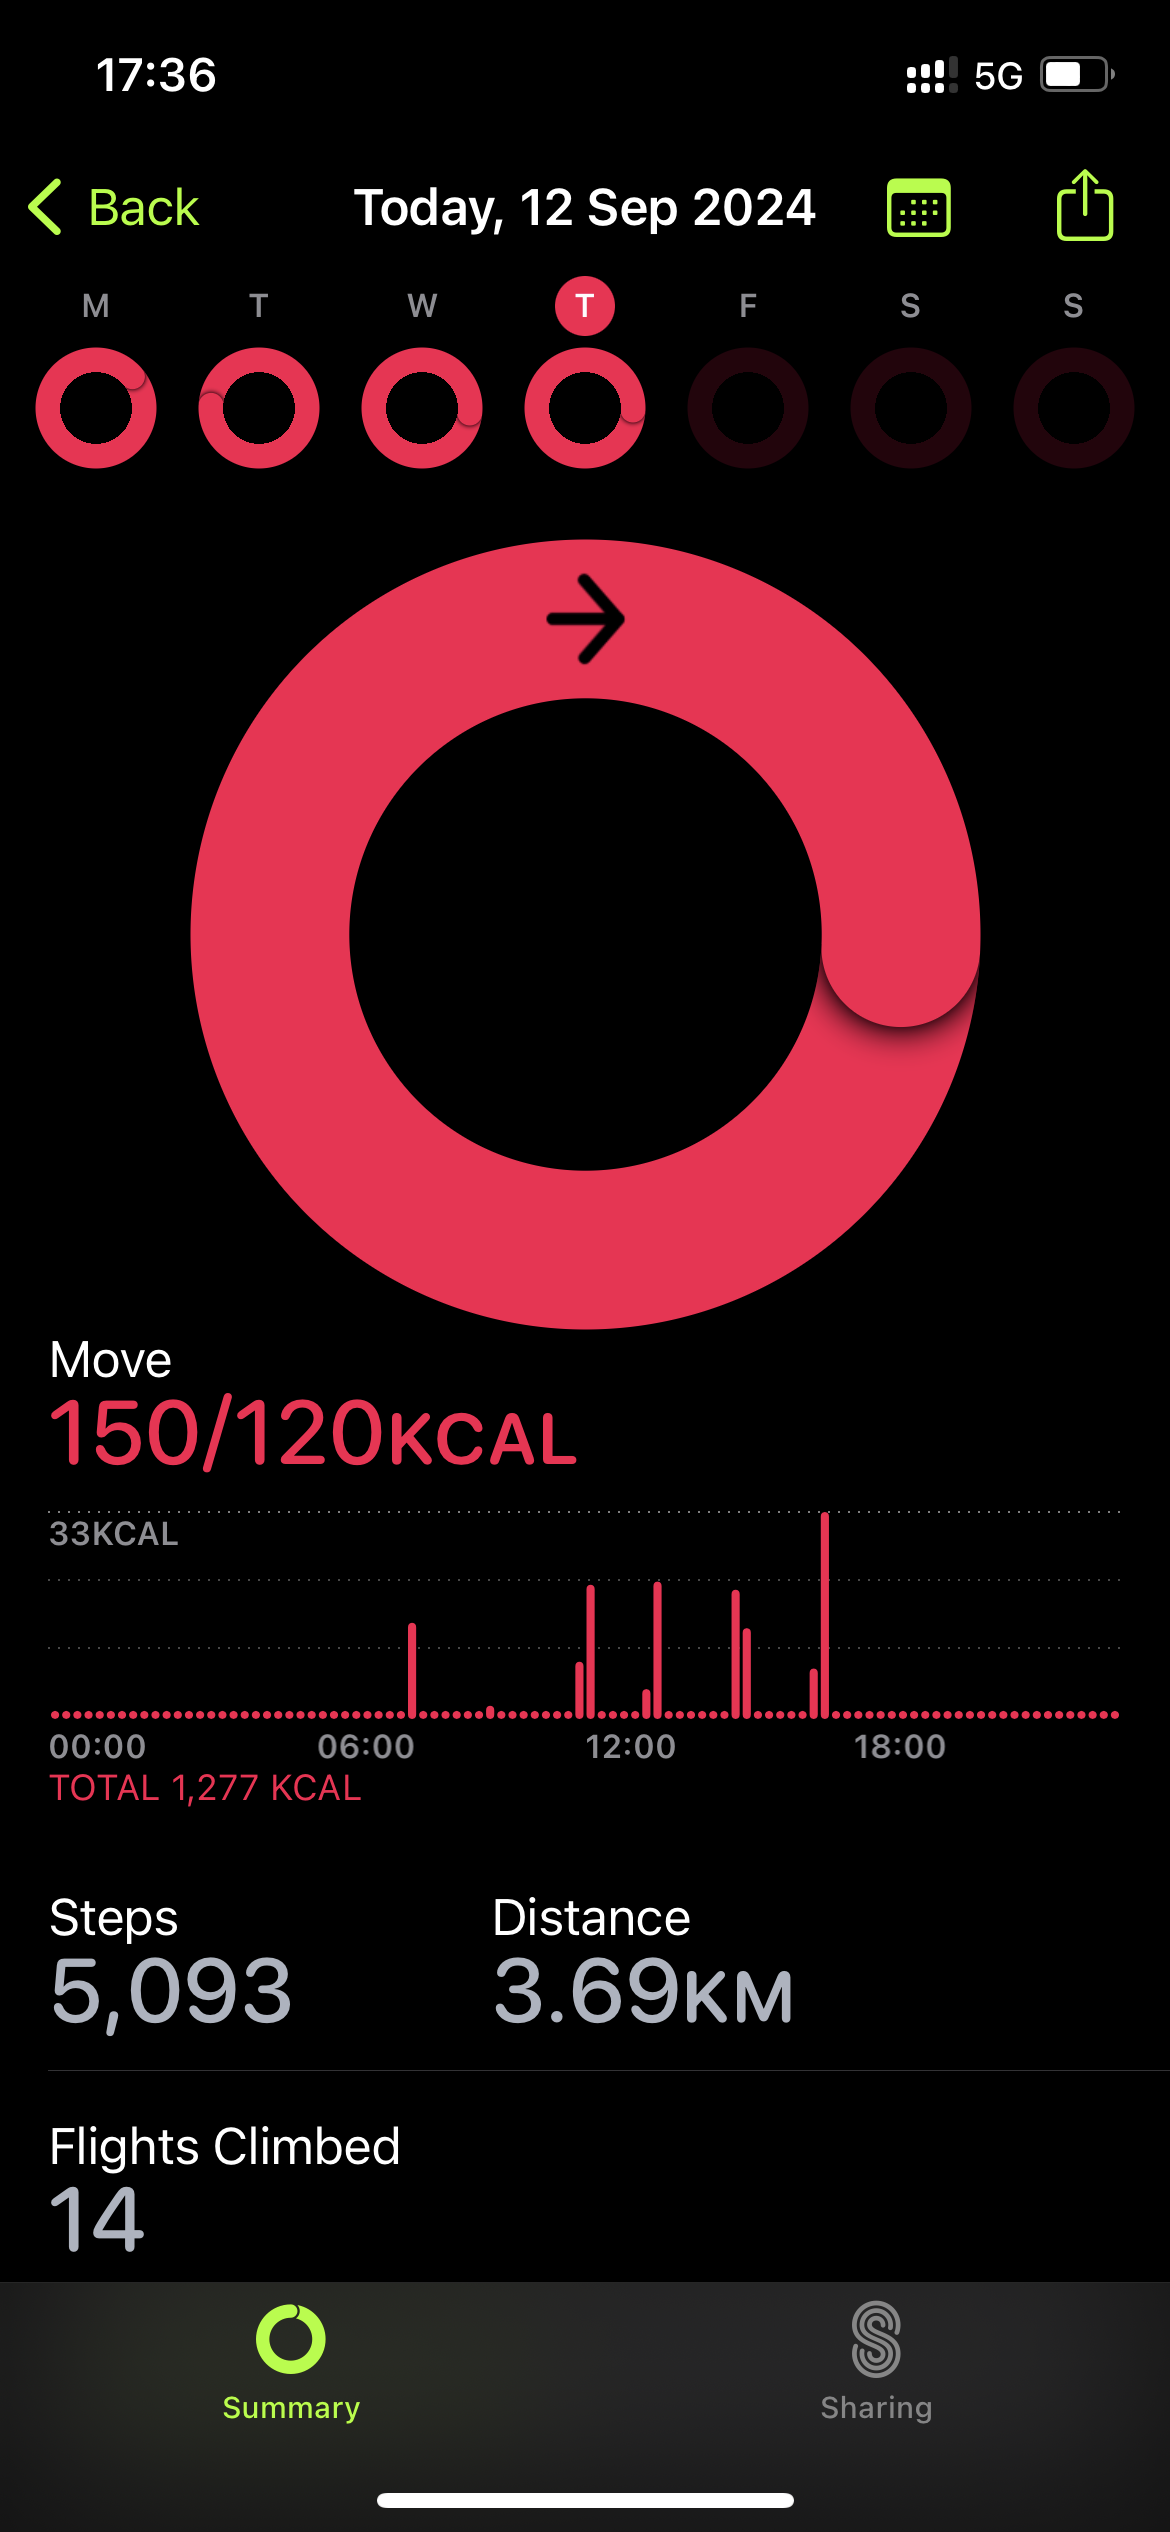 17:36 5G
Back Today, 12 Sep 2024
M T W T F S S
Move
150/120KCAL
33KCAL
00:00 06:00 12:00 18:00
TOTAL 1,277 KCAL
Steps Distance
5,093 3.69KM
Flights Climbed
14
Summary Sharing